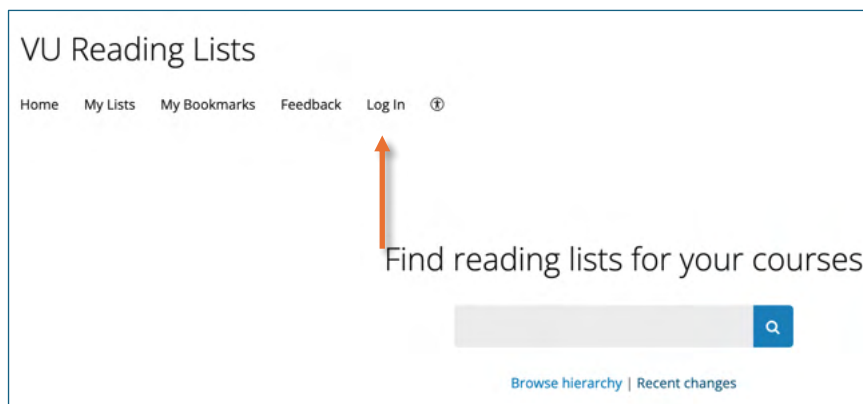 VU Reading Lists
Home My Lists My Bookmarks Feedback Log In
Find reading lists for your courses
Browse hierarchy | Recent changes